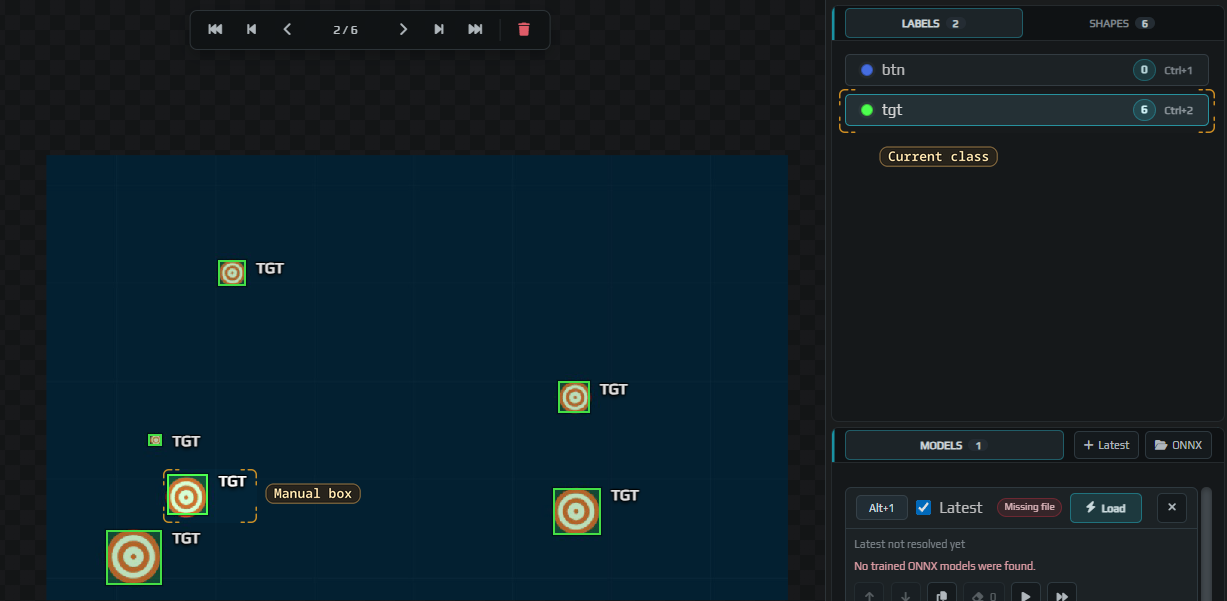 2 / 6
LABELS 2
SHAPES 6
btn 0 Ctrl+1
tgt 6 Ctrl+2
Current class
TGT
TGT
TGT
TGT
Manual box
TGT
TGT
MODELS 1
+ Latest
ONNX
Alt+1
Latest
Missing file
Load
×
Latest not resolved yet
No trained ONNX models were found.
0